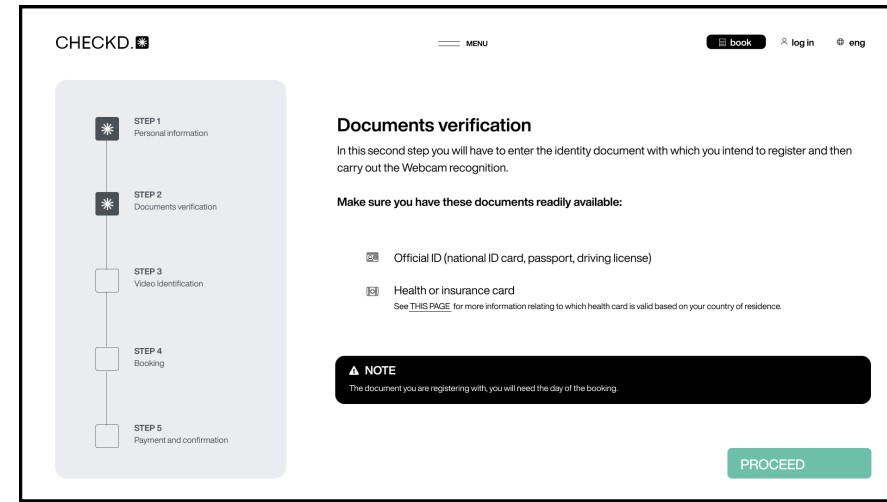 CHECKD.
MENU
book
log in
eng
STEP 1
Personal information
STEP 2
Documents verification
STEP 3
Video Identification
STEP 4
Booking
STEP 5
Payment and confirmation
Documents verification
In this second step you will have to enter the identity document with which you intend to register and then
carry out the Webcam recognition.
Make sure you have these documents readily available:
Official ID (national ID card, passport, driving license)
Health or insurance card
See THIS PAGE for more information relating to which health card is valid based on your country of residence.
NOTE
The document you are registering with, you will need the day of the booking.
PROCEED